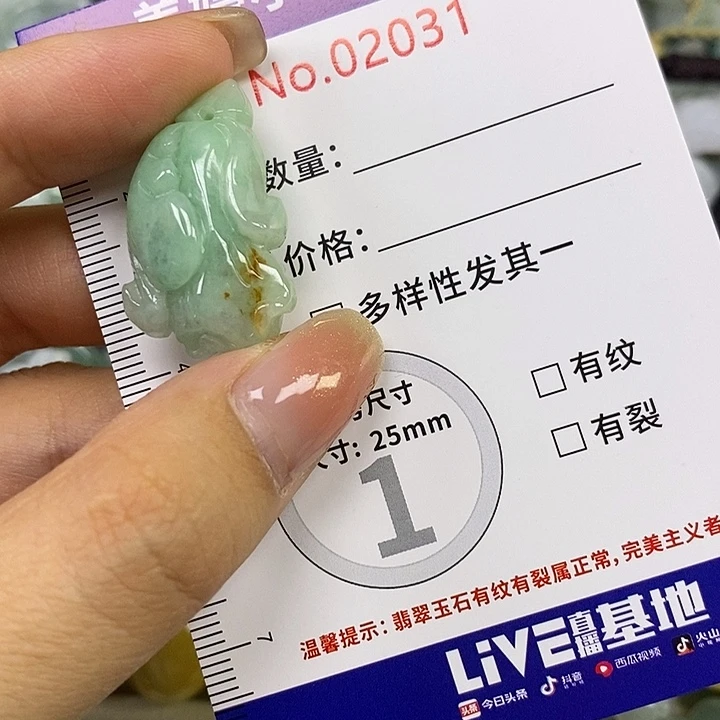 No.02031
数量：
价格：
多样性发其一
有纹
有裂
尺寸
寸: 25mm
1
温馨提示：翡翠玉石有纹有裂属正常，完美主义者
7
LiVE直播基地
头条 今日头条 抖音 西瓜视频 火山